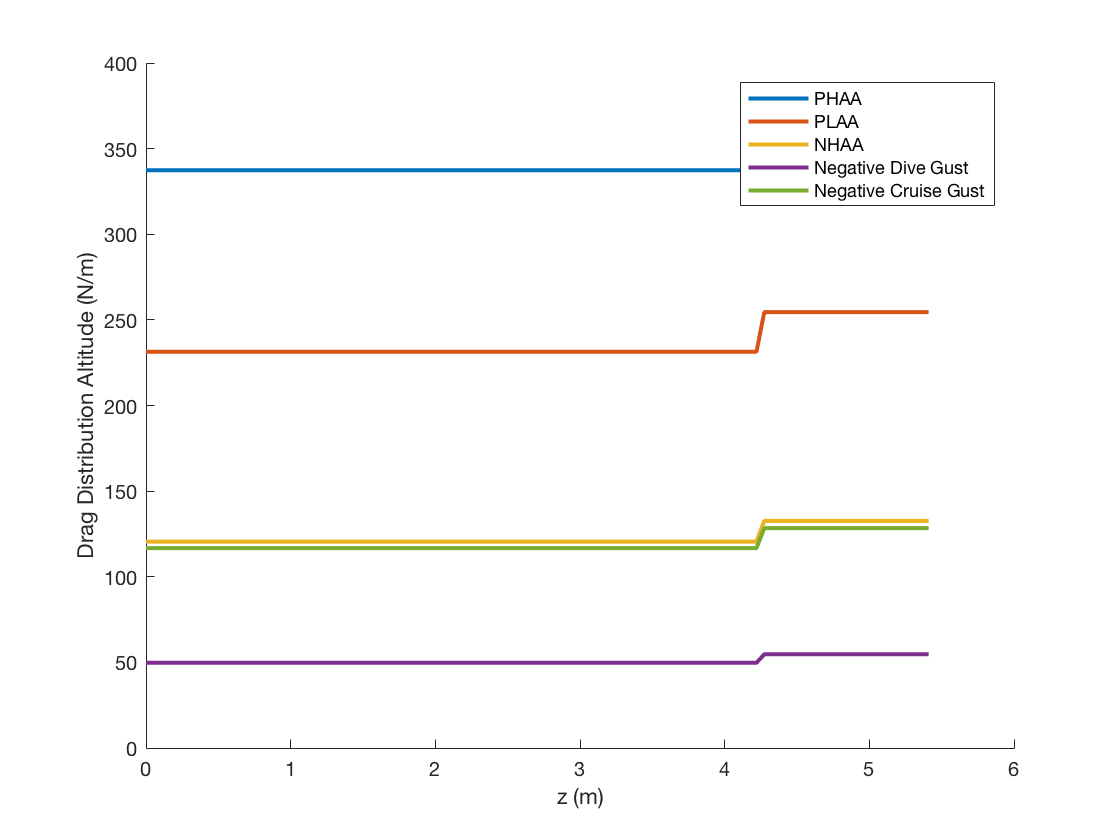 400
350
300
250
200
150
100
50
0
Drag Distribution Altitude (N/m)
PHAA
PLAA
NHAA
Negative Dive Gust
Negative Cruise Gust
0 1 2 3 4 5 6
z (m)